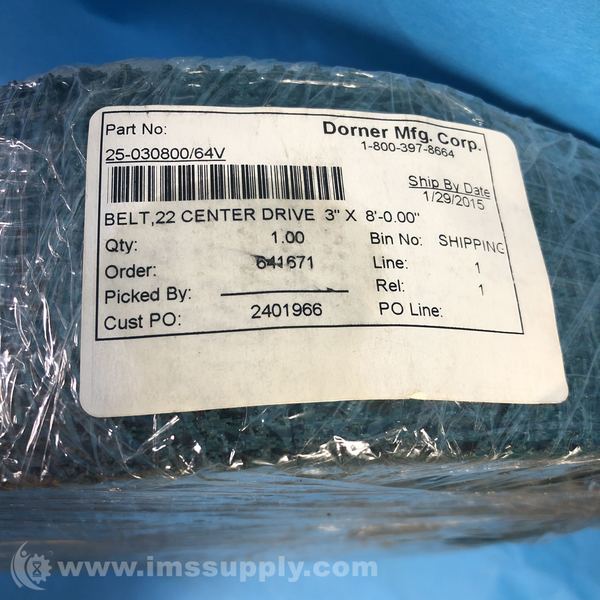 Part No:
Dorner Mfg. Corp.
1-800-397-8664
25-030800/64V
Ship By Date
1/29/2015
BELT,22 CENTER DRIVE 3" X 8'-0.00"
Qty: 1.00 Bin No: SHIPPING
Order: 641671 Line: 1
Picked By: Rel: 1
Cust PO: 2401966 PO Line:
www.imssupply.com